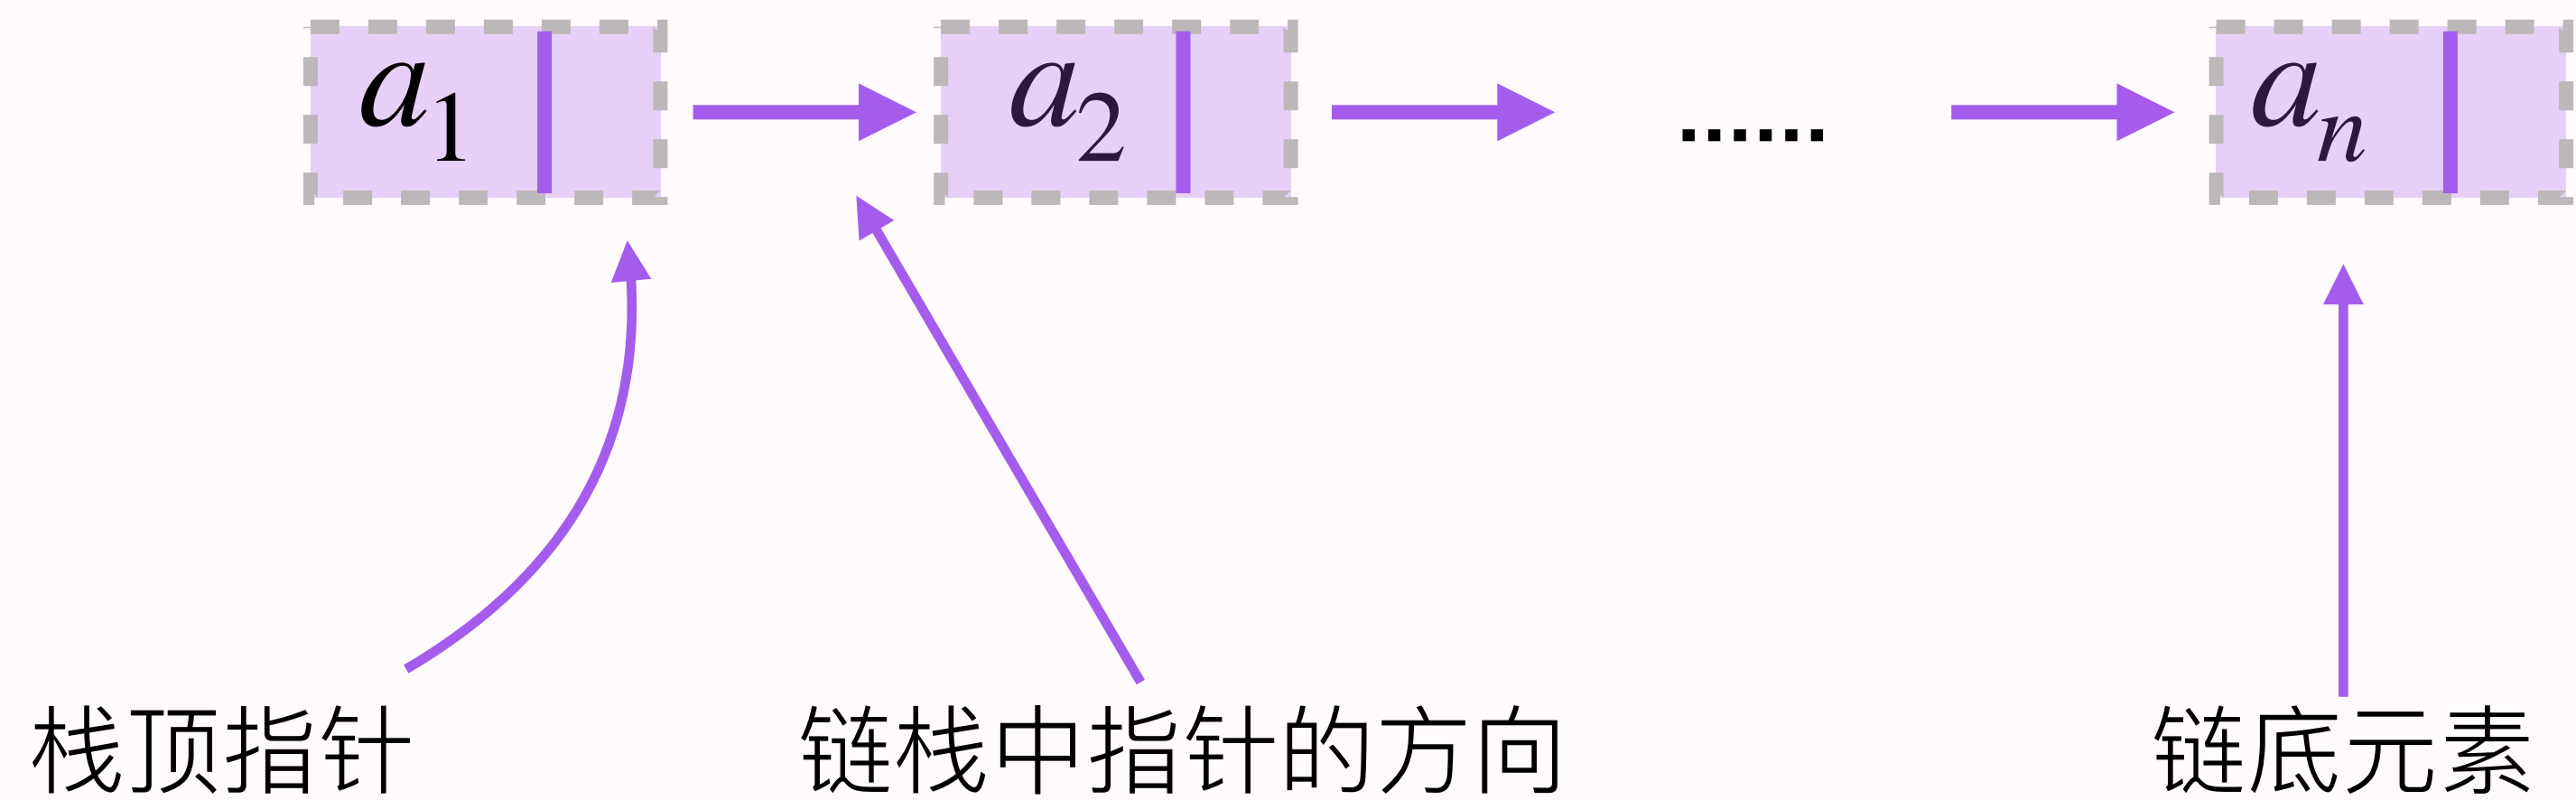 a₁ a₂ ...... aₙ
栈顶指针 链栈中指针的方向 链底元素